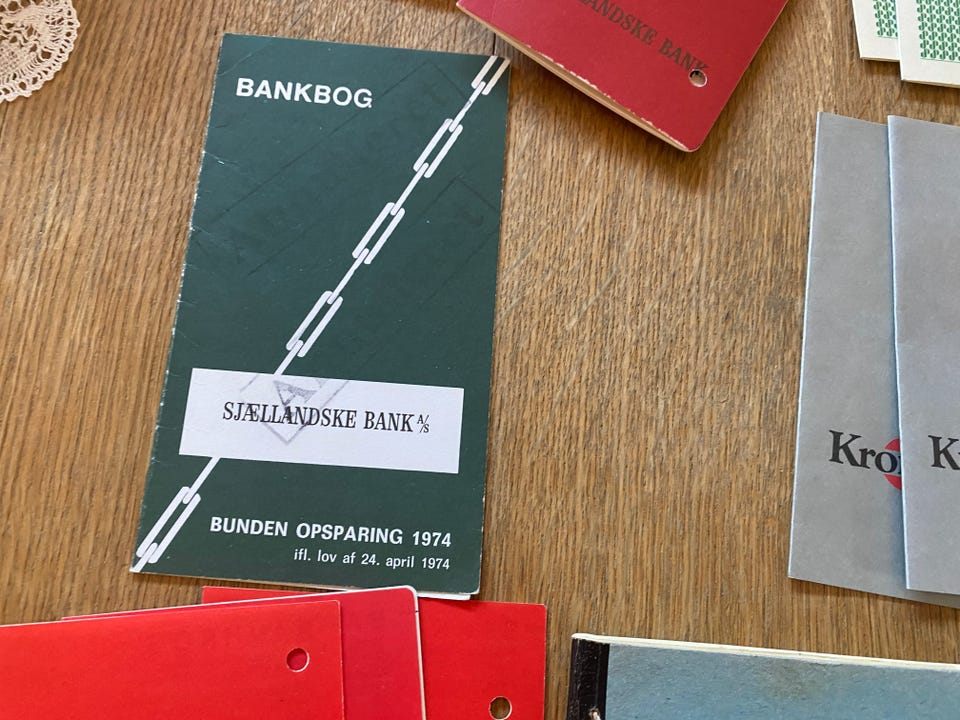 BANKBOG
SJÆLLANDSKE BANK A/S
BUNDEN OPSPARING 1974
ifl. lov af 24. april 1974
LANDSKE BANK
Kro
K